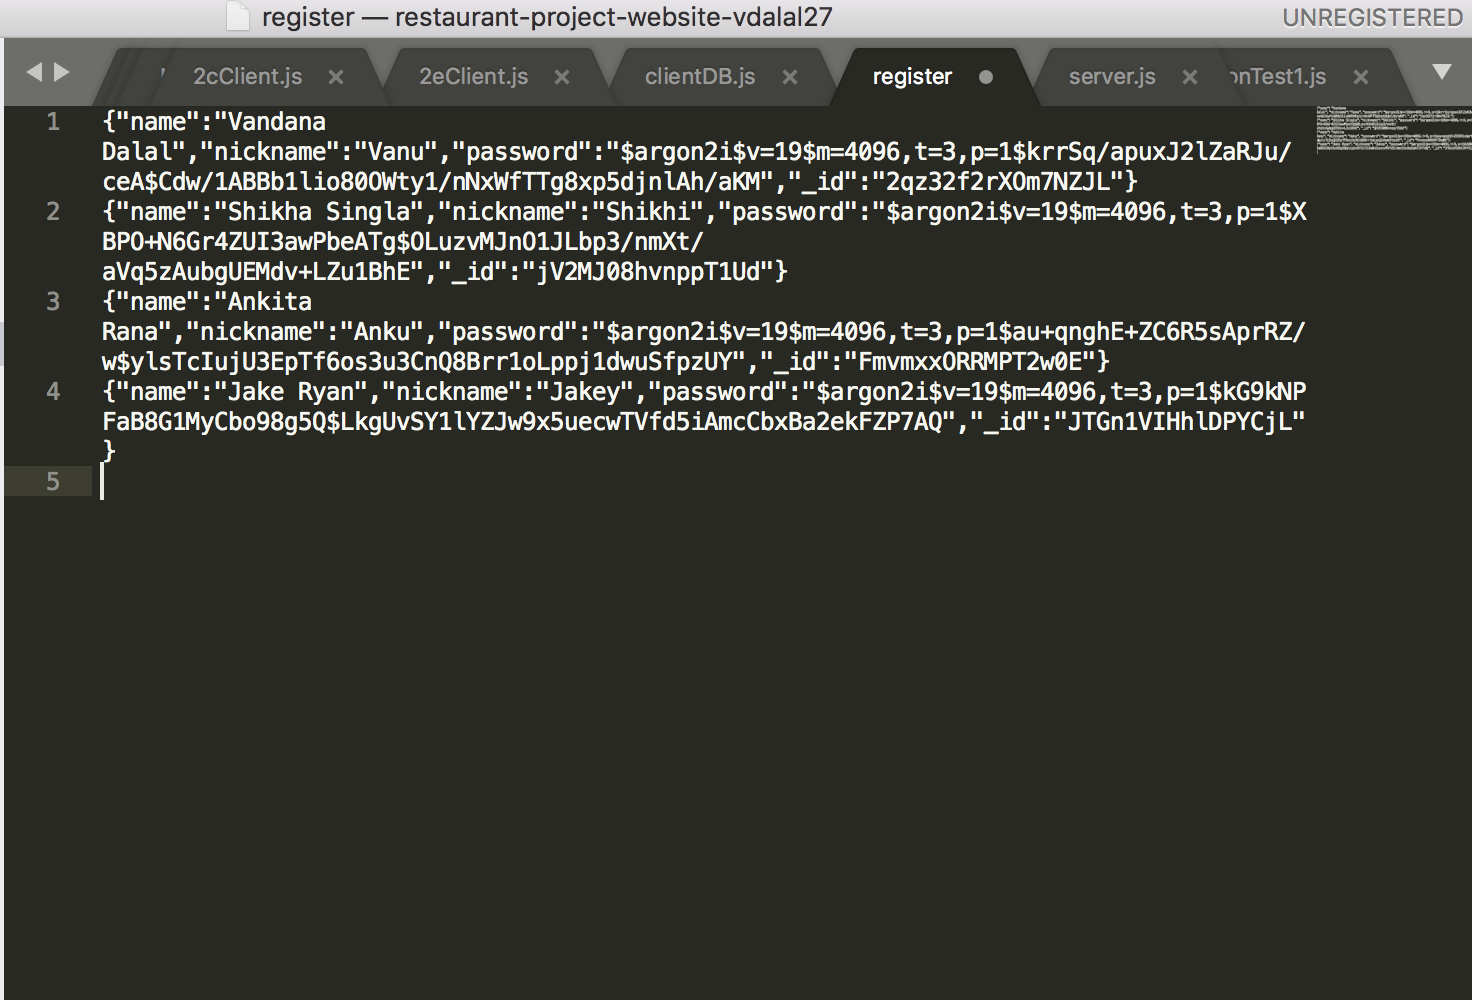 register — restaurant-project-website-vdalal27
UNREGISTERED
2cClient.js
2eClient.js
clientDB.js
register
server.js
onTest1.js
1 {"name":"Vandana
Dalal","nickname":"Vanu","password":"$argon2i$v=19$m=4096,t=3,p=1$krrSq/apuxJ2lZaRJu/
ceA$Cdw/1ABBb1lio80OWty1/nNxWfTTg8xp5djnlAh/aKM","_id":"2qz32f2rXOm7NZJL"}
2 {"name":"Shikha Singla","nickname":"Shikhi","password":"$argon2i$v=19$m=4096,t=3,p=1$X
BPO+N6Gr4ZUI3awPbeATg$OLuzvMJnO1JLbp3/nmXt/
aVq5zAubgUEMdv+LZu1BhE","_id":"jV2MJ08hvnppT1Ud"}
3 {"name":"Ankita
Rana","nickname":"Anku","password":"$argon2i$v=19$m=4096,t=3,p=1$au+qnghE+ZC6R5sAprRZ/
w$ylsTcIujU3EpTf6os3u3CnQ8Brr1oLppj1dwuSfpzUY","_id":"FmvmxxORRMPT2w0E"}
4 {"name":"Jake Ryan","nickname":"Jakey","password":"$argon2i$v=19$m=4096,t=3,p=1$kG9kNP
FaB8G1MyCbo98g5Q$LkgUvSY1lYZJw9x5uecwTVfd5iAmcCbxBa2ekFZP7AQ","_id":"JTGn1VIHhlDPYCjL"
}
5